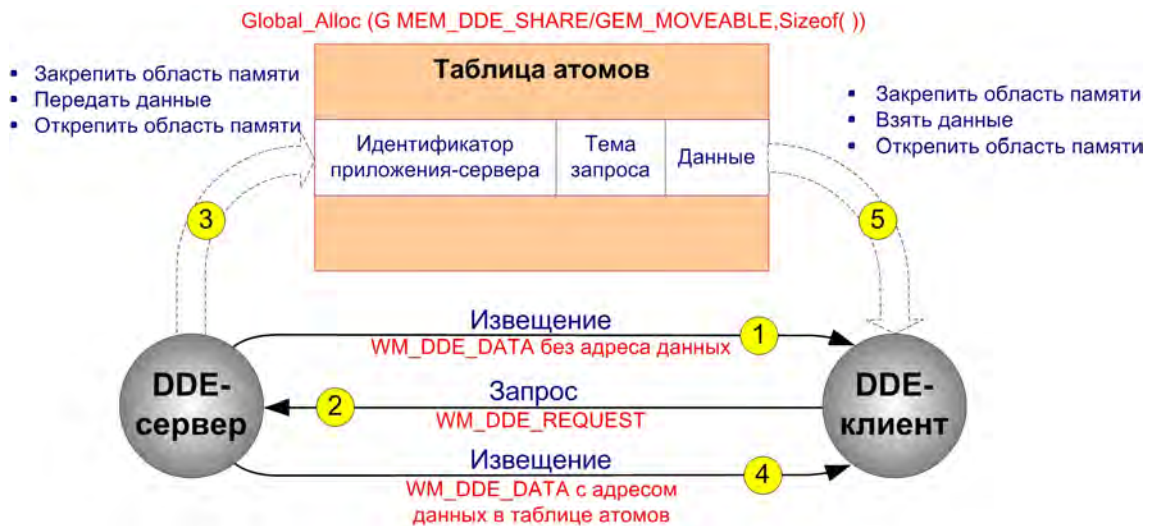 Global_Alloc (G MEM_DDE_SHARE/GEM_MOVEABLE,Sizeof( ))
▪ Закрепить область памяти
▪ Передать данные
▪ Открепить область памяти
Таблица атомов
Идентификатор
приложения-сервера
Тема
запроса
Данные
▪ Закрепить область памяти
▪ Взять данные
▪ Открепить область памяти
3
5
Извещение
1
WM_DDE_DATA без адреса данных
DDE-
сервер
2
Запрос
WM_DDE_REQUEST
DDE-
клиент
Извещение
4
WM_DDE_DATA с адресом
данных в таблице атомов